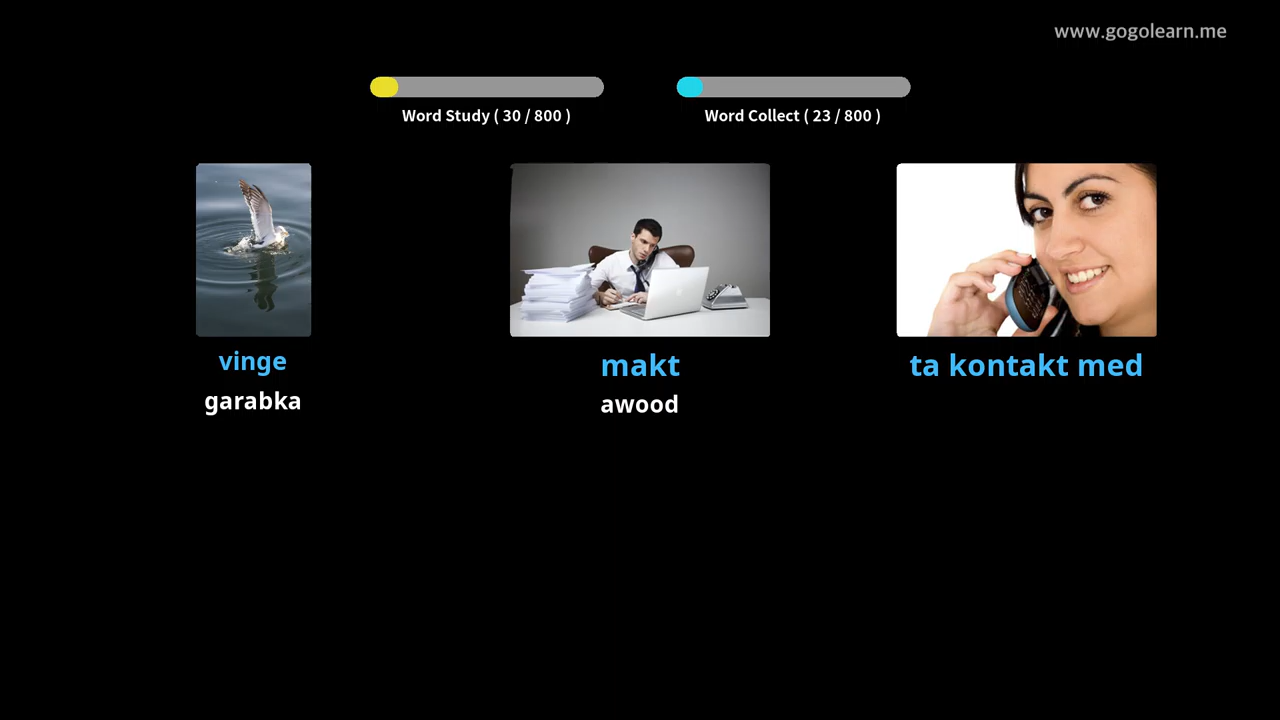 www.gogolearn.me
Word Study ( 30 / 800 )
Word Collect ( 23 / 800 )
vinge
garabka
makt
awood
ta kontakt med